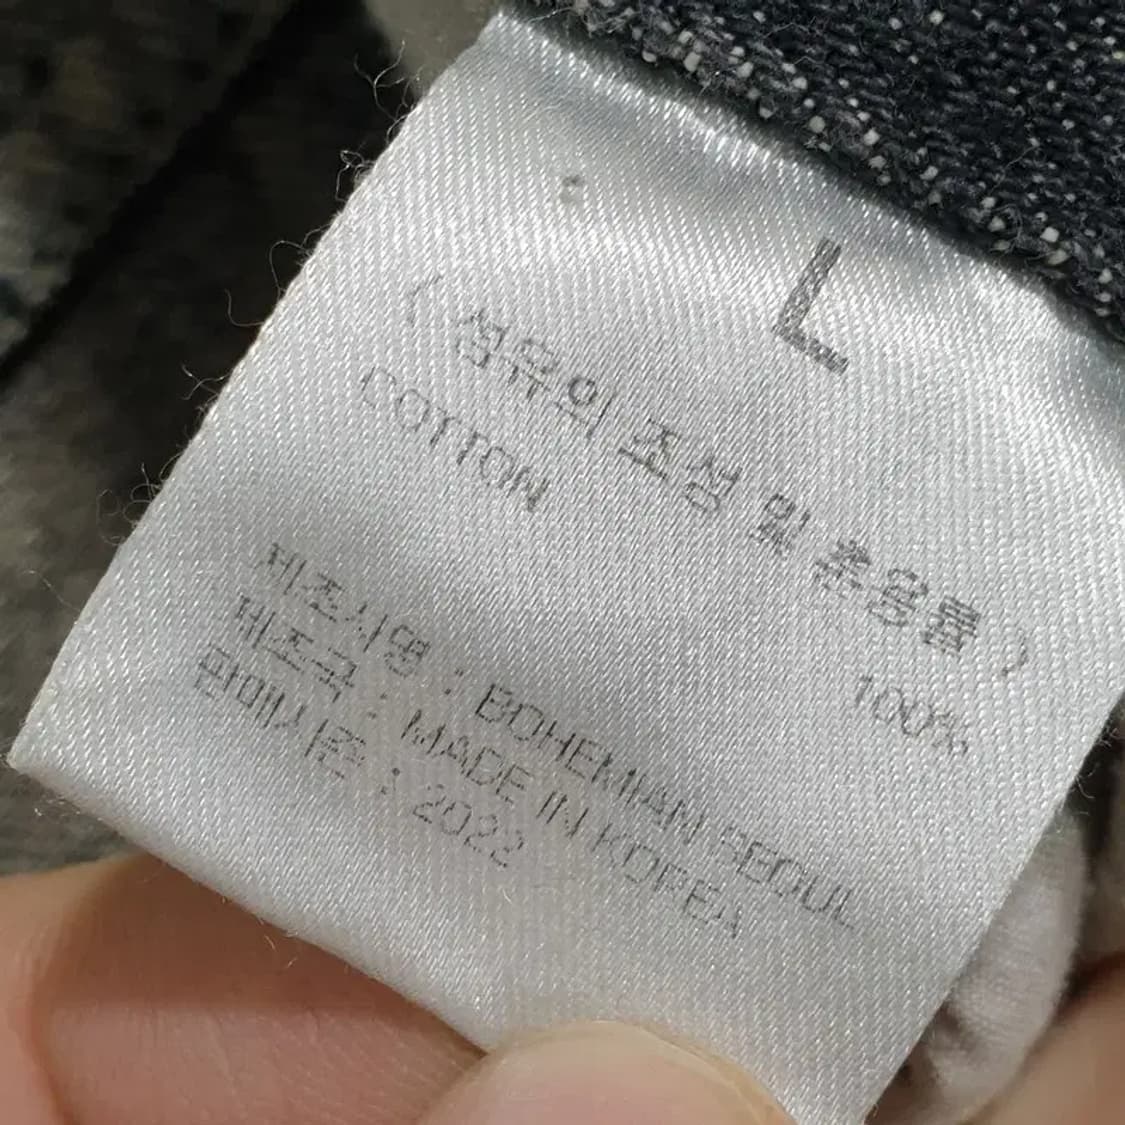 L
( 섬유의 조성 및 혼용률 )
COTTON 100%
제조사명 : BOHEMIAN SEOUL
제조국 : MADE IN KOREA
판매시즌 : 2022